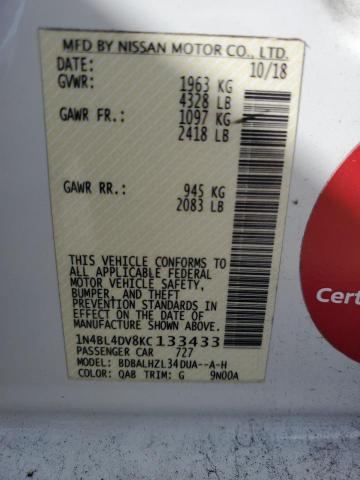 MFD BY NISSAN MOTOR CO., LTD.
DATE: 10/18
GVWR: 1963 KG
4328 LB
GAWR FR.: 1097 KG
2418 LB
GAWR RR.: 945 KG
2083 LB
THIS VEHICLE CONFORMS TO
ALL APPLICABLE FEDERAL
MOTOR VEHICLE SAFETY,
BUMPER, AND THEFT
PREVENTION STANDARDS IN
EFFECT ON THE DATE OF
MANUFACTURE SHOWN ABOVE.
1N4BL4DV8KC133433
PASSENGER CAR 727
MODEL: BDBALHZL34DUA--A-H
COLOR: QAB TRIM: G 9N00A
Cert